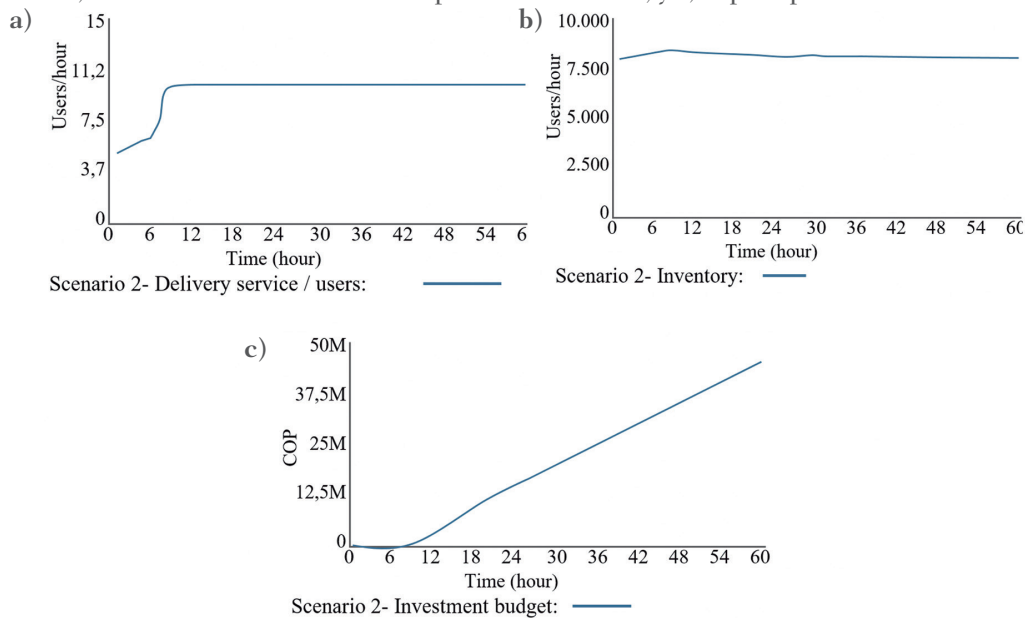 a)
15
11,2
7,5
3,7
0
Users/hour
0 6 12 18 24 30 36 42 48 54 6
Time (hour)
Scenario 2- Delivery service / users:
b)
10.000
7.500
5.000
2.500
0
Users/hour
0 6 12 18 24 30 36 42 48 54 60
Time (hour)
Scenario 2- Inventory:
c)
50M
37,5M
25M
12,5M
0
COP
0 6 12 18 24 30 36 42 48 54 60
Time (hour)
Scenario 2- Investment budget: